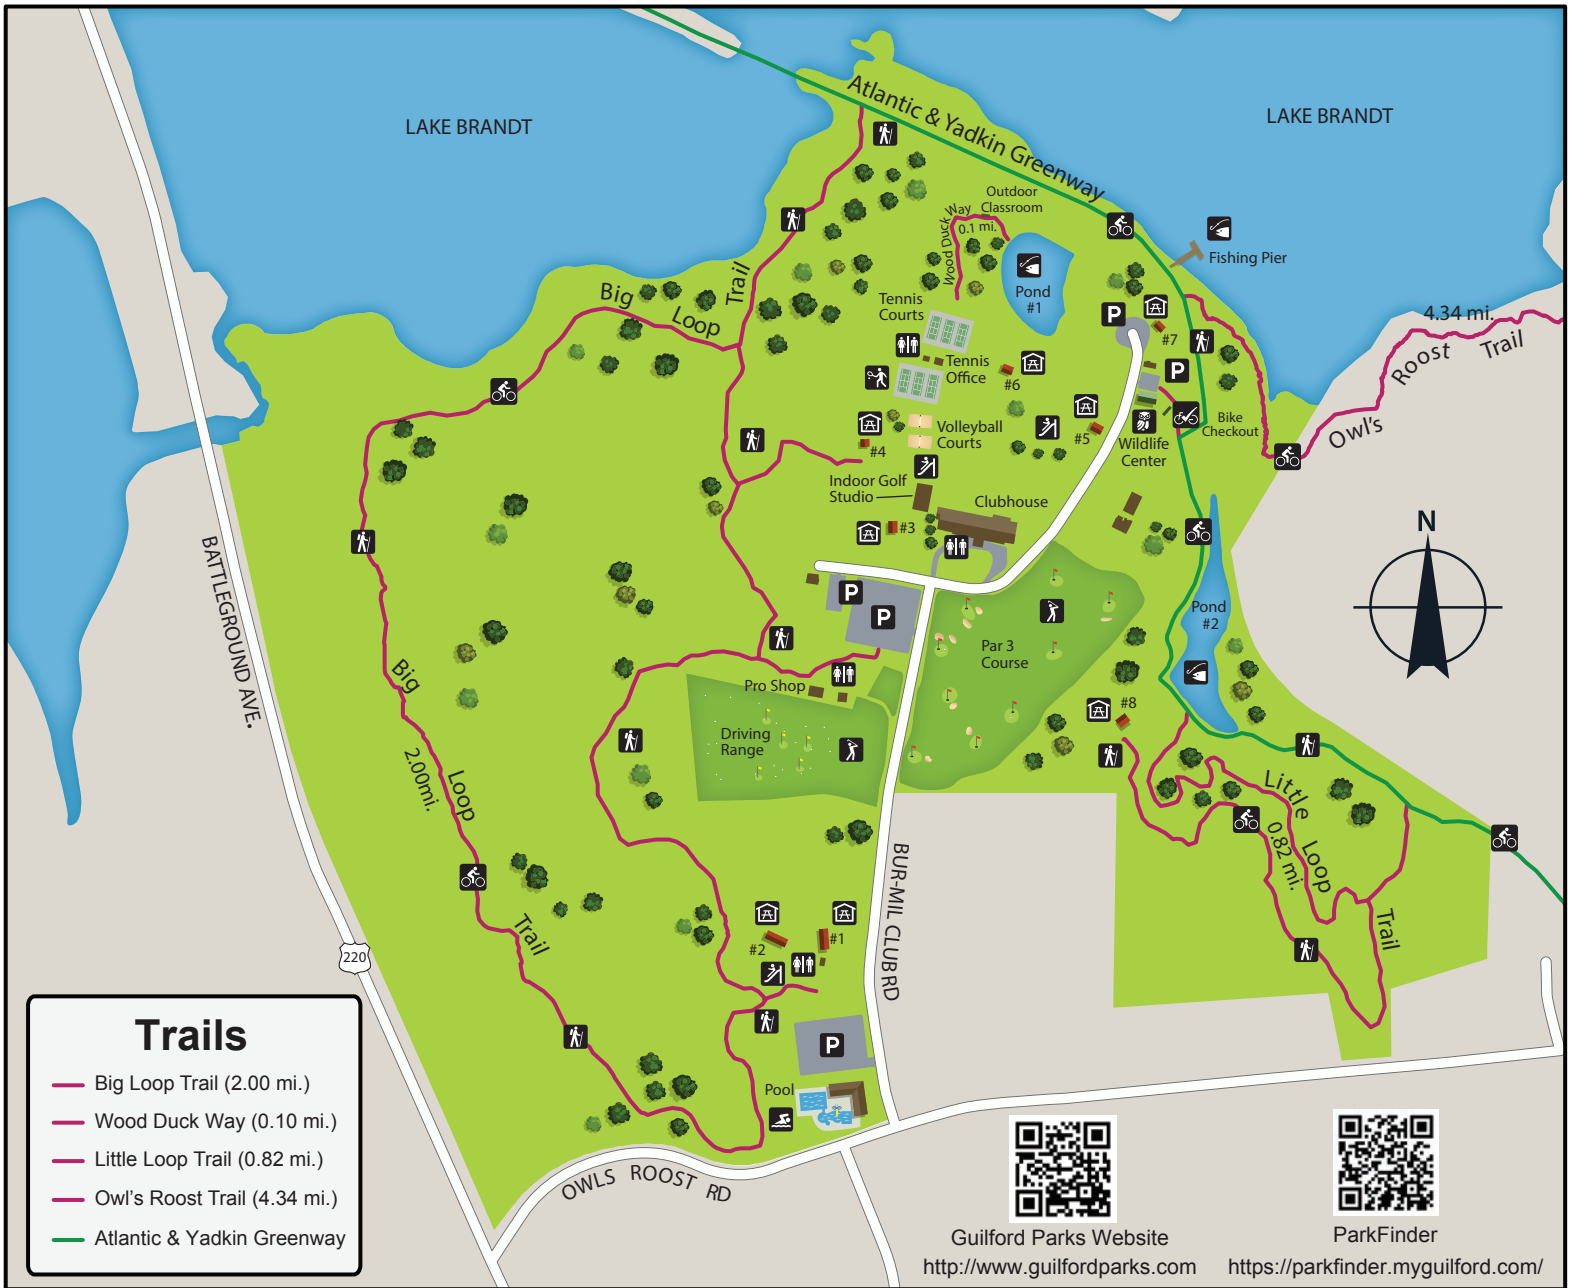 LAKE BRANDT
LAKE BRANDT
Atlantic & Yadkin Greenway
Outdoor
Classroom
Wood Duck Way
0.1 mi.
Fishing Pier
Pond
#1
Big
Loop
Trail
Tennis
Courts
P
#7
4.34 mi.
Owl's Roost Trail
Tennis
Office
#6
P
Volleyball
Courts
#4
#5
Wildlife
Center
Bike
Checkout
Indoor Golf
Studio
Clubhouse
#3
N
BATTLEGROUND AVE.
P
P
Par 3
Course
Pond
#2
Pro Shop
Driving
Range
#8
Big
Loop
Trail
2.00mi.
Little
Loop
Trail
0.82 mi.
BUR-MIL CLUB RD
#2
#1
220
P
Pool
OWLS ROOST RD
Trails
Big Loop Trail (2.00 mi.)
Wood Duck Way (0.10 mi.)
Little Loop Trail (0.82 mi.)
Owl's Roost Trail (4.34 mi.)
Atlantic & Yadkin Greenway
Guilford Parks Website
http://www.guilfordparks.com
ParkFinder
https://parkfinder.myguilford.com/